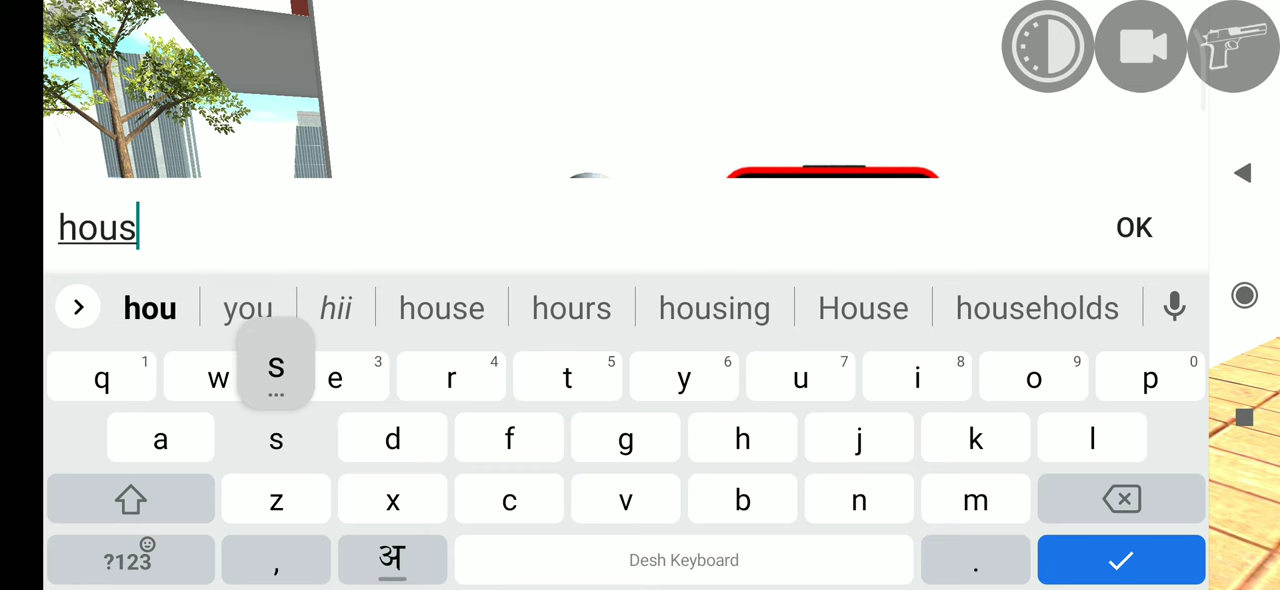 hous
OK
hou you hii house hours housing House households
q 1 w e 3 r 4 t 5 y 6 u 7 i 8 o 9 p 0
s
...
a s d f g h j k l
z x c v b n m
?123 , अ Desh Keyboard .